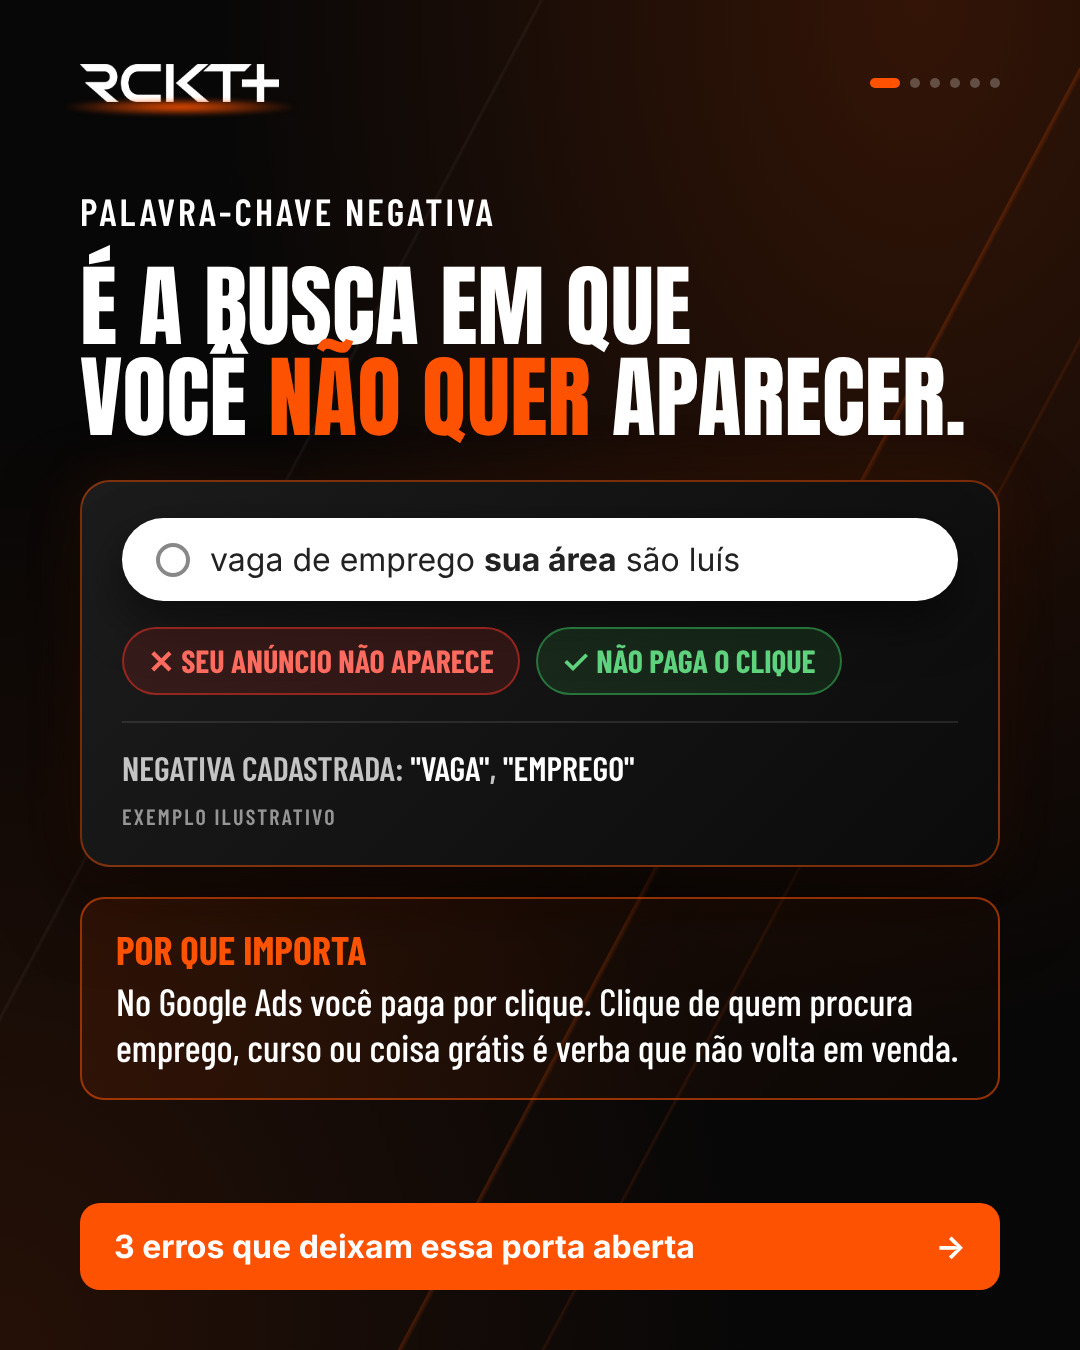 RCKT+
PALAVRA-CHAVE NEGATIVA
É A BUSCA EM QUE
VOCÊ NÃO QUER APARECER.
vaga de emprego sua área são luís
✕ SEU ANÚNCIO NÃO APARECE
✓ NÃO PAGA O CLIQUE
NEGATIVA CADASTRADA: "VAGA", "EMPREGO"
EXEMPLO ILUSTRATIVO
POR QUE IMPORTA
No Google Ads você paga por clique. Clique de quem procura
emprego, curso ou coisa grátis é verba que não volta em venda.
3 erros que deixam essa porta aberta →